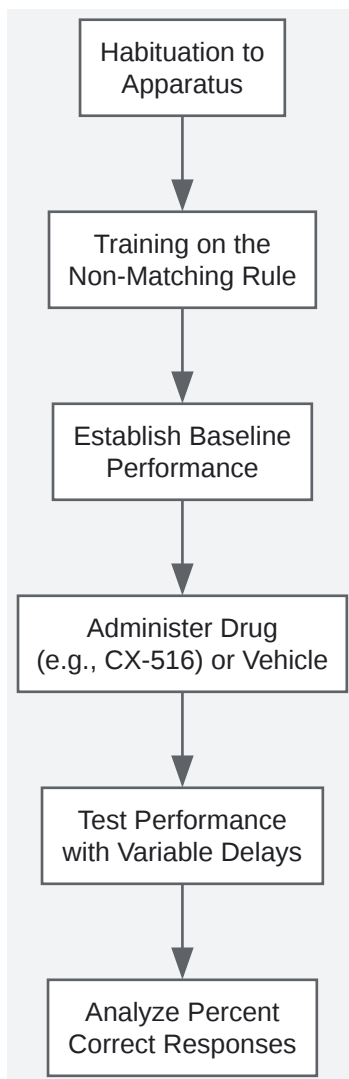 Habituation to
Apparatus
Training on the
Non-Matching Rule
Establish Baseline
Performance
Administer Drug
(e.g., CX-516) or Vehicle
Test Performance
with Variable Delays
Analyze Percent
Correct Responses